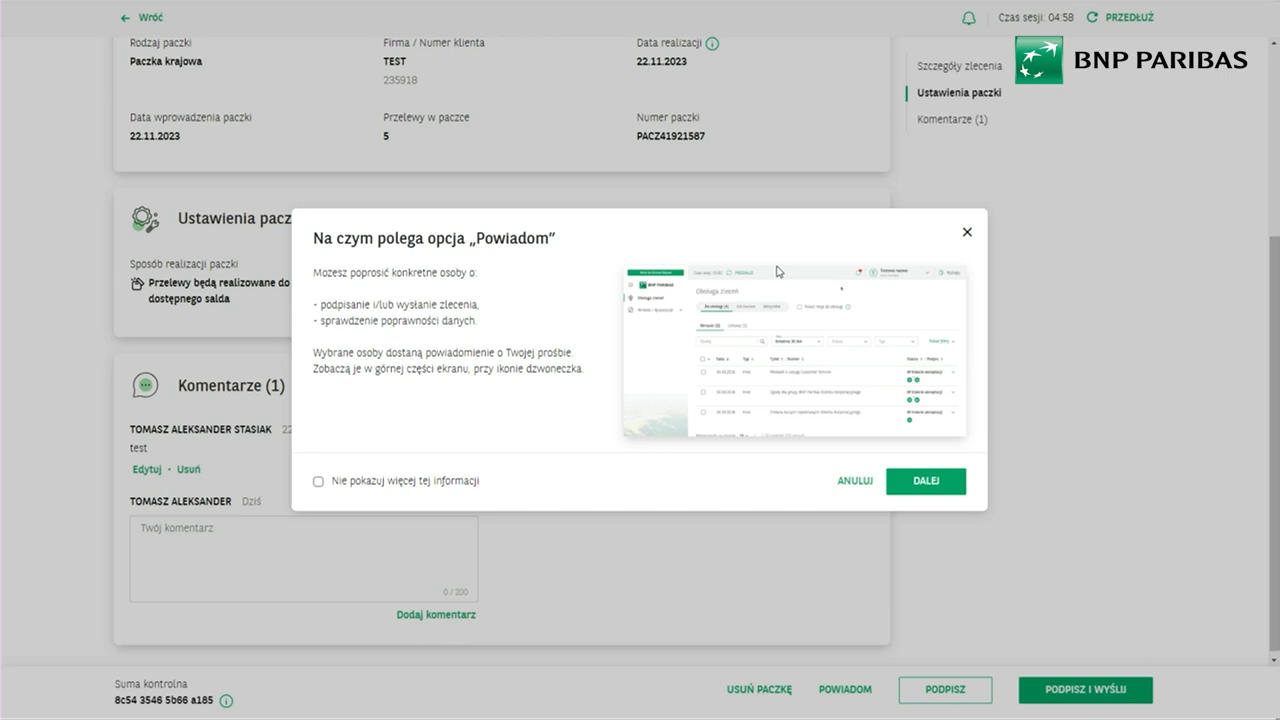 Wróć
Czas sesji: 04:58
PRZEDŁUŻ
BNP PARIBAS
Rodzaj paczki
Firma / Numer klienta
Data realizacji
Paczka krajowa
TEST
22.11.2023
235918
Data wprowadzenia paczki
Przelewy w paczce
Numer paczki
22.11.2023
5
PACZ41921587
Szczegóły zlecenia
Ustawienia paczki
Komentarze (1)
Ustawienia pacz
Sposób realizacji paczki
Przelewy będą realizowane do
dostępnego salda
Komentarze (1)
TOMASZ ALEKSANDER STASIAK 22
test
Edytuj • Usuń
TOMASZ ALEKSANDER Dziś
Twój komentarz
0 / 200
Dodaj komentarz
Na czym polega opcja „Powiadom”
Możesz poprosić konkretne osoby o:
- podpisanie i/lub wysłanie zlecenia,
- sprawdzenie poprawności danych.
Wybrane osoby dostaną powiadomienie o Twojej prośbie.
Zobaczą je w górnej części ekranu, przy ikonie dzwoneczka.
BNP PARIBAS
PRZEDŁUŻ
Obsługa zleceń
Nie pokazuj więcej tej informacji
ANULUJ
DALEJ
Suma kontrolna
8c54 3546 5b66 a185
USUŃ PACZKĘ
POWIADOM
PODPISZ
PODPISZ I WYŚLIJ